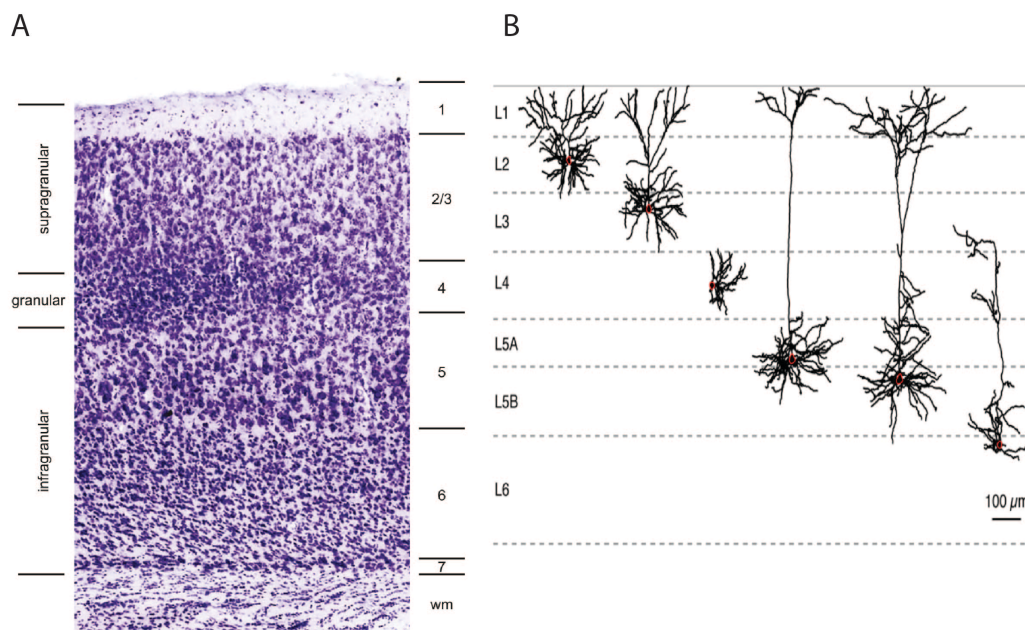 A
B
supragranular
granular
infragranular
1
2/3
4
5
6
7
wm
L1
L2
L3
L4
L5A
L5B
L6
100 µm